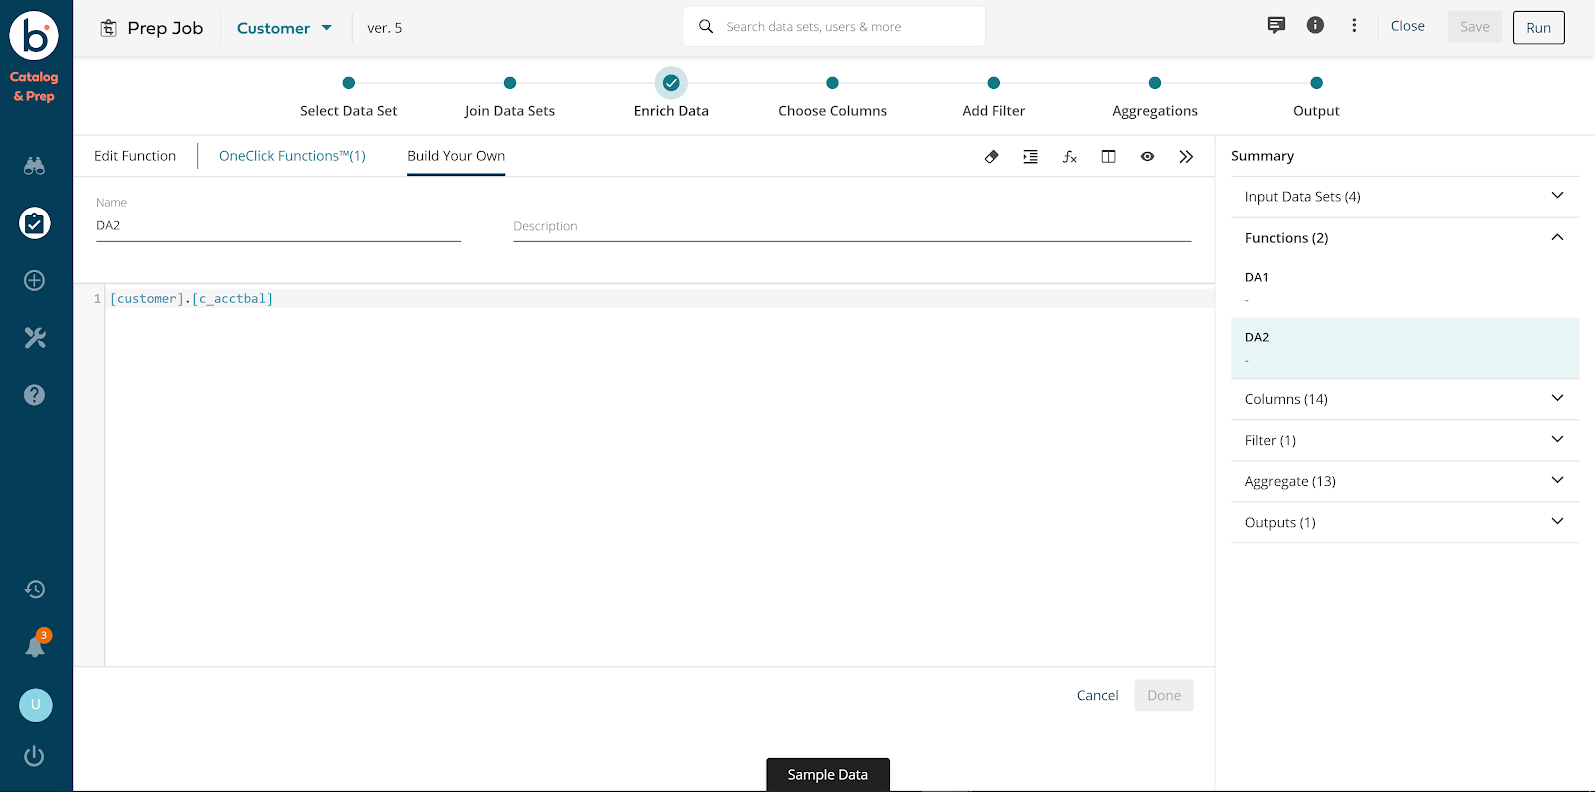 b
Catalog
& Prep
Prep Job
Customer
ver. 5
Search data sets, users & more
Close
Save
Run
Select Data Set
Join Data Sets
Enrich Data
Choose Columns
Add Filter
Aggregations
Output
Edit Function
OneClick Functions™(1)
Build Your Own
fx
Name
DA2
Description
1 [customer].[c_acctbal]
Cancel
Done
Sample Data
Summary
Input Data Sets (4)
Functions (2)
DA1
-
DA2
-
Columns (14)
Filter (1)
Aggregate (13)
Outputs (1)
3
U